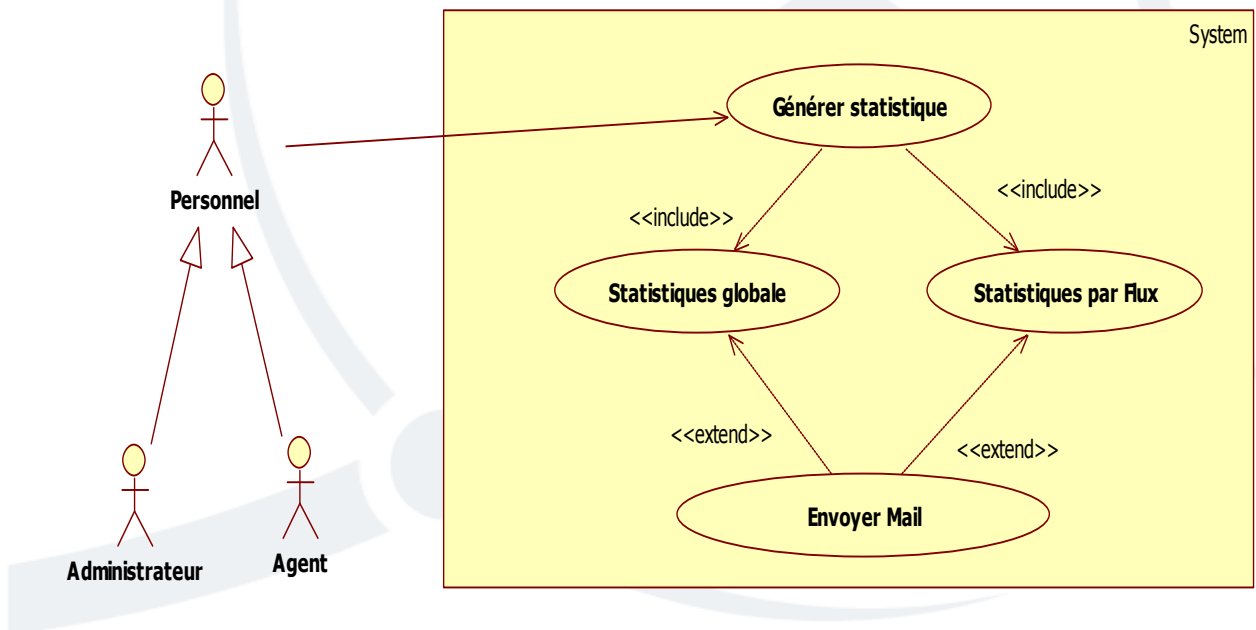 System
Générer statistique
Personnel
<<include>>
<<include>>
Statistiques globale
Statistiques par Flux
<<extend>>
<<extend>>
Envoyer Mail
Administrateur
Agent